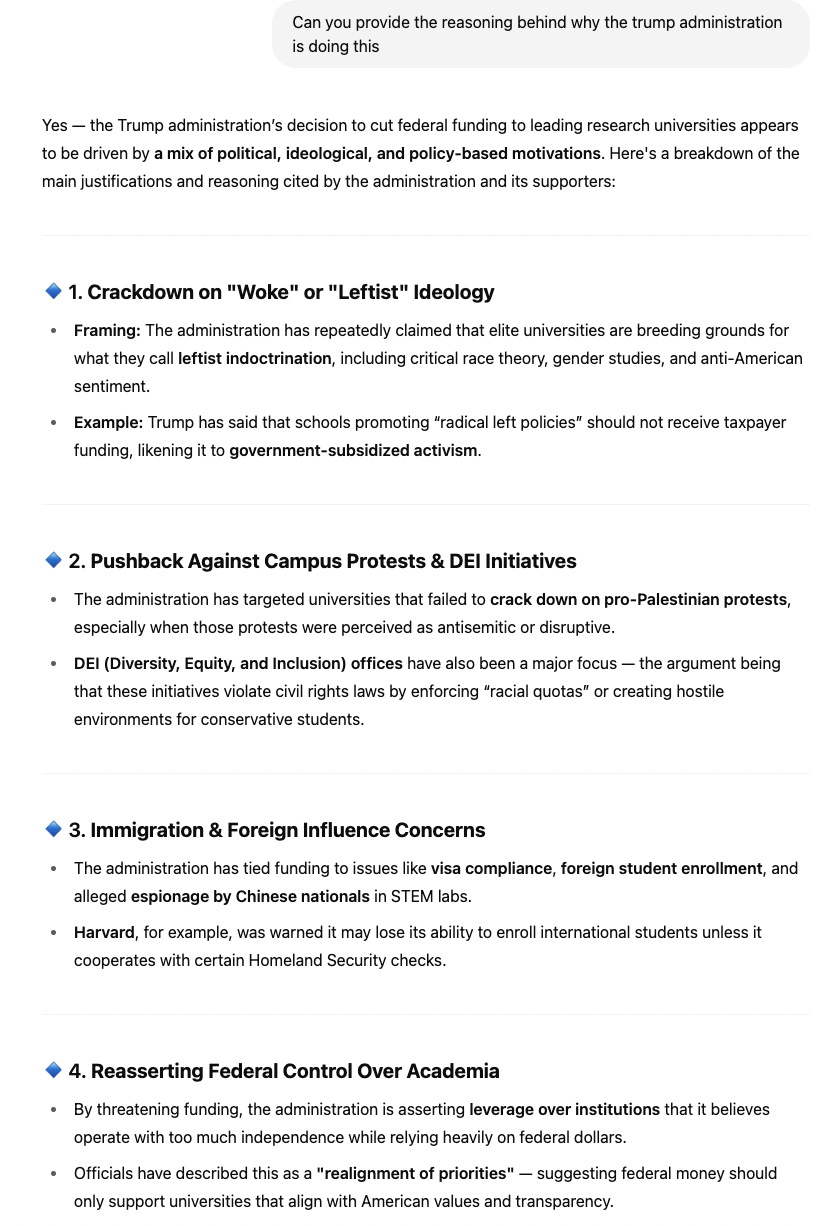 Can you provide the reasoning behind why the trump administration
is doing this
Yes — the Trump administration’s decision to cut federal funding to leading research universities appears
to be driven by a mix of political, ideological, and policy-based motivations. Here's a breakdown of the
main justifications and reasoning cited by the administration and its supporters:
1. Crackdown on "Woke" or "Leftist" Ideology
• Framing: The administration has repeatedly claimed that elite universities are breeding grounds for
what they call leftist indoctrination, including critical race theory, gender studies, and anti-American
sentiment.
• Example: Trump has said that schools promoting “radical left policies” should not receive taxpayer
funding, likening it to government-subsidized activism.
2. Pushback Against Campus Protests & DEI Initiatives
• The administration has targeted universities that failed to crack down on pro-Palestinian protests,
especially when those protests were perceived as antisemitic or disruptive.
• DEI (Diversity, Equity, and Inclusion) offices have also been a major focus — the argument being
that these initiatives violate civil rights laws by enforcing “racial quotas” or creating hostile
environments for conservative students.
3. Immigration & Foreign Influence Concerns
• The administration has tied funding to issues like visa compliance, foreign student enrollment, and
alleged espionage by Chinese nationals in STEM labs.
• Harvard, for example, was warned it may lose its ability to enroll international students unless it
cooperates with certain Homeland Security checks.
4. Reasserting Federal Control Over Academia
• By threatening funding, the administration is asserting leverage over institutions that it believes
operate with too much independence while relying heavily on federal dollars.
• Officials have described this as a "realignment of priorities" — suggesting federal money should
only support universities that align with American values and transparency.